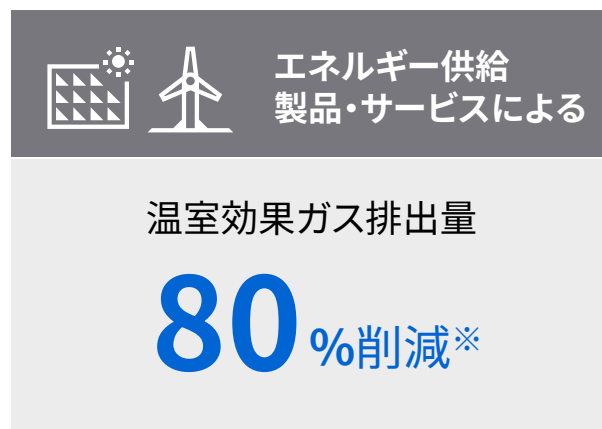 エネルギー供給
製品・サービスによる
温室効果ガス排出量
80%削減※